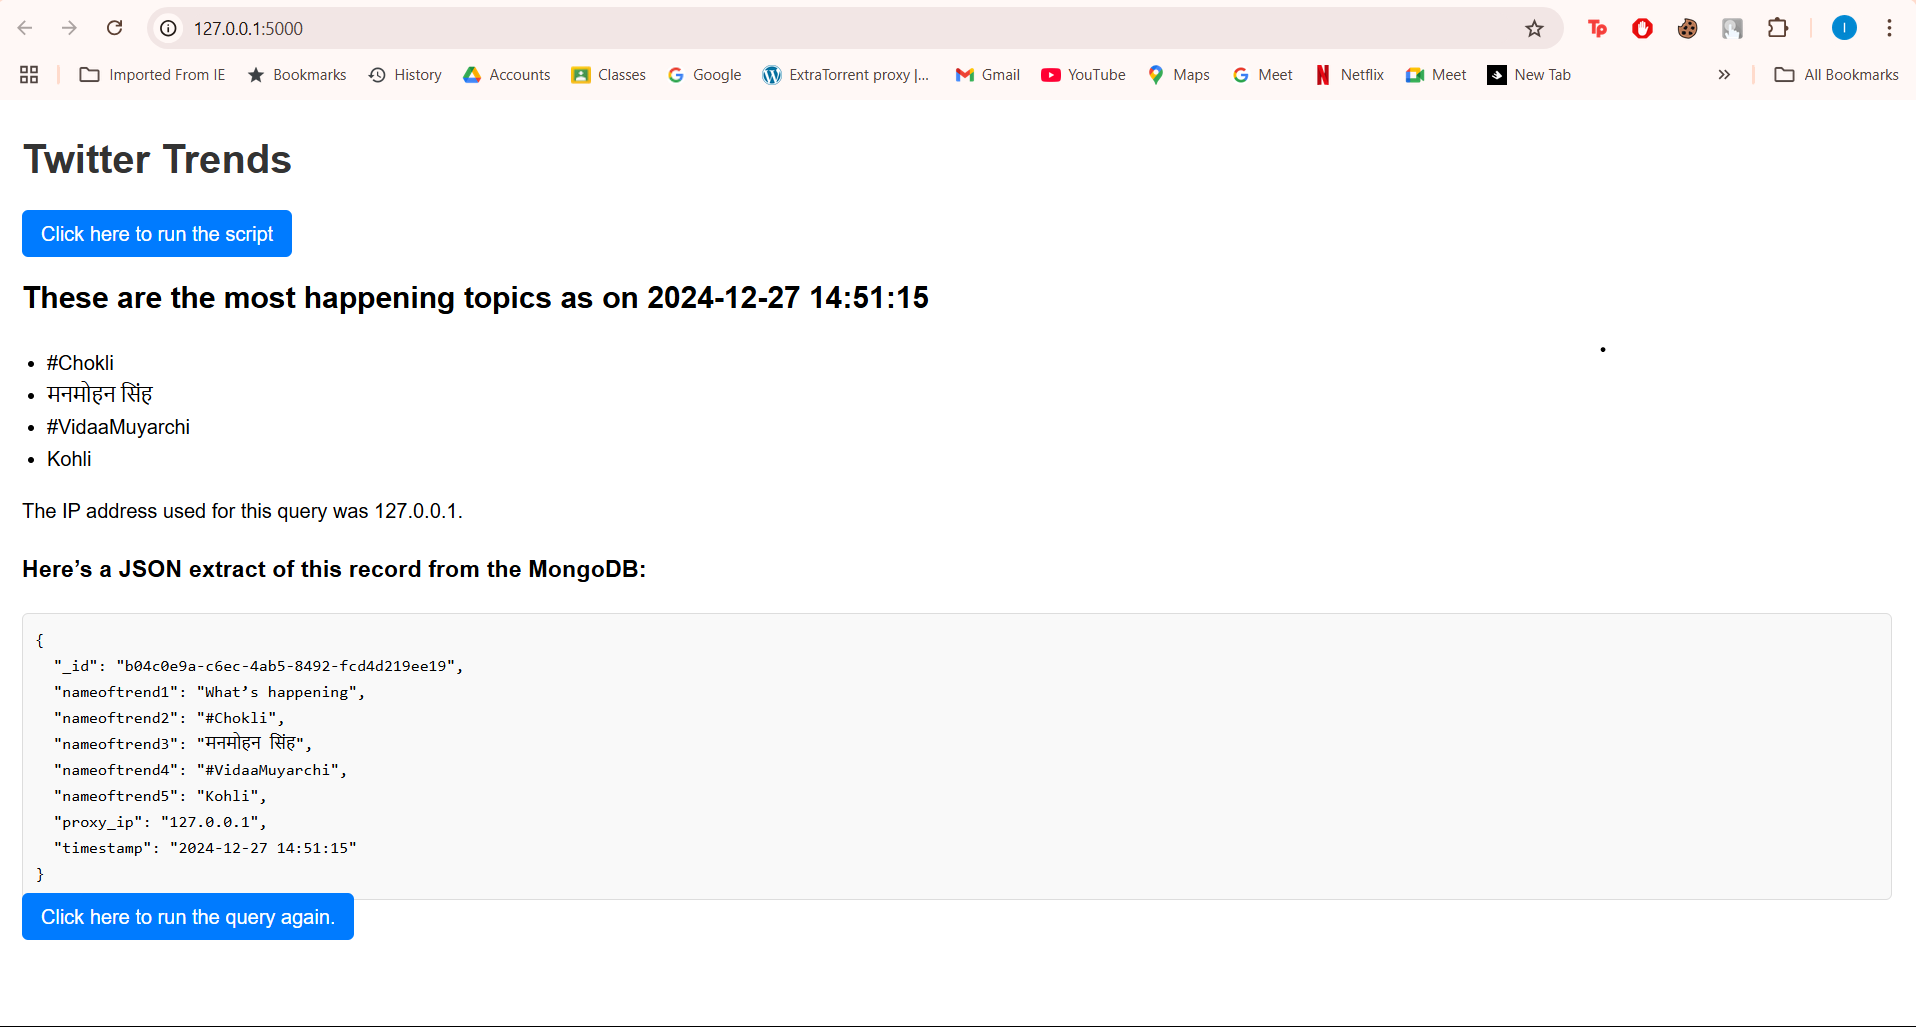 127.0.0.1:5000
Tp
I
Imported From IE Bookmarks History Accounts Classes Google ExtraTorrent proxy |... Gmail YouTube Maps Meet Netflix Meet New Tab » All Bookmarks
Twitter Trends
Click here to run the script
These are the most happening topics as on 2024-12-27 14:51:15
• #Chokli
• मनमोहन सिंह
• #VidaaMuyarchi
• Kohli
The IP address used for this query was 127.0.0.1.
Here’s a JSON extract of this record from the MongoDB:
{
"_id": "b04c0e9a-c6ec-4ab5-8492-fcd4d219ee19",
"nameoftrend1": "What’s happening",
"nameoftrend2": "#Chokli",
"nameoftrend3": "मनमोहन सिंह",
"nameoftrend4": "#VidaaMuyarchi",
"nameoftrend5": "Kohli",
"proxy_ip": "127.0.0.1",
"timestamp": "2024-12-27 14:51:15"
}
Click here to run the query again.